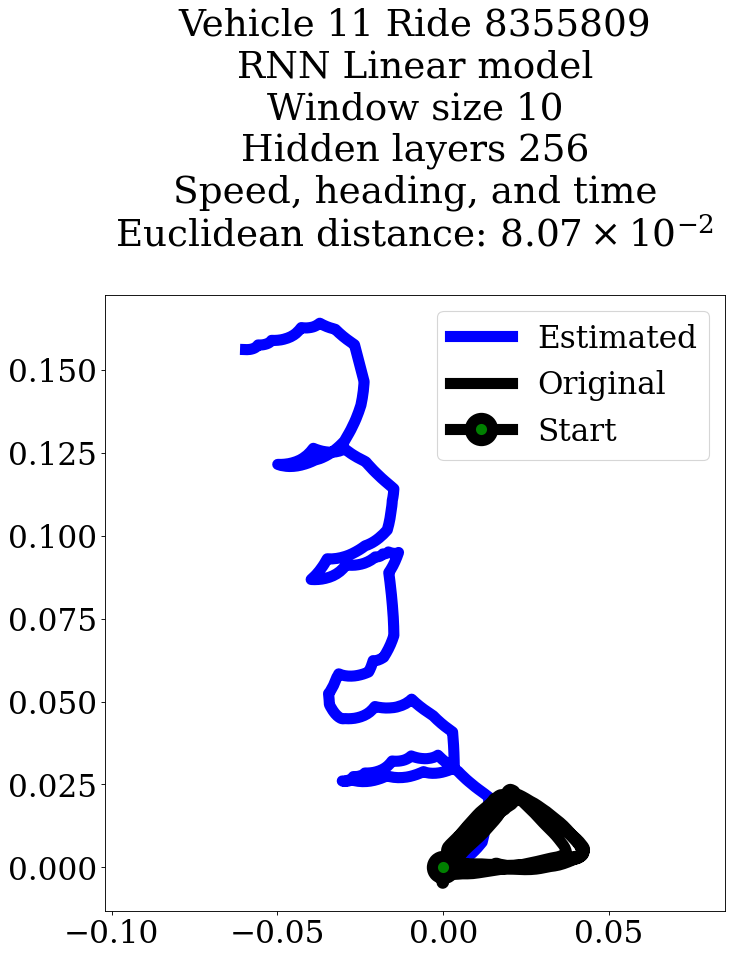 Vehicle 11 Ride 8355809
RNN Linear model
Window size 10
Hidden layers 256
Speed, heading, and time
Euclidean distance: 8.07 × 10⁻²
Estimated
Original
Start
0.150
0.125
0.100
0.075
0.050
0.025
0.000
−0.10 −0.05 0.00 0.05